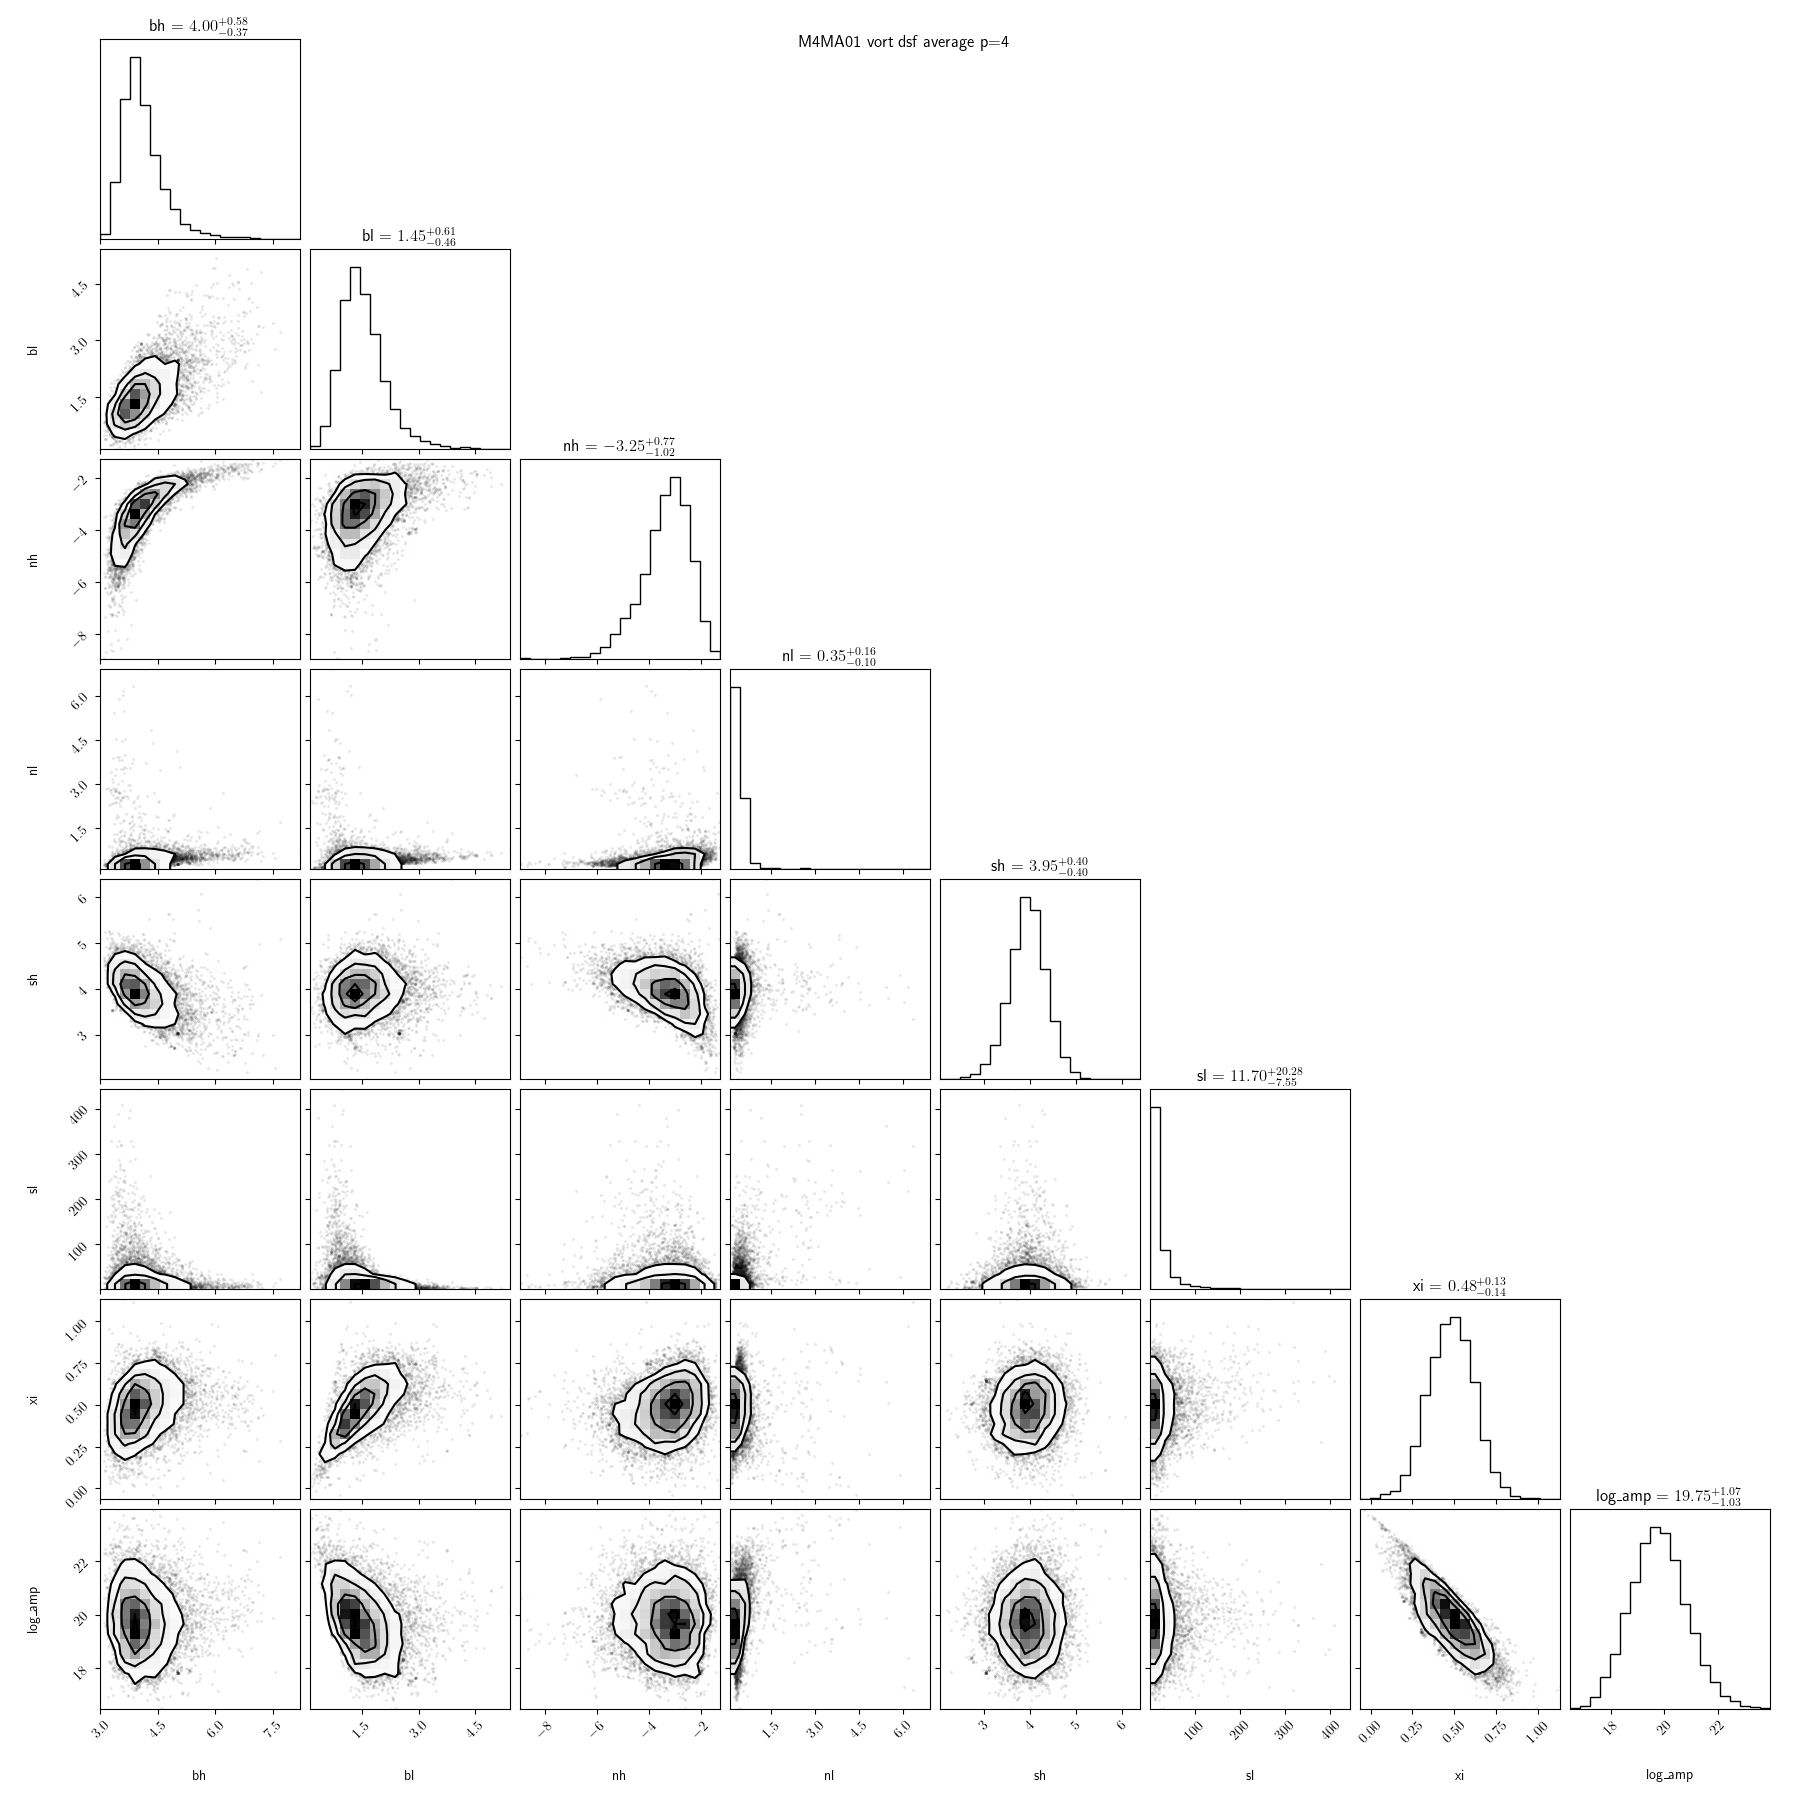 bh = 4.00 +0.58 −0.37
M4MA01 vort dsf average p=4
bl = 1.45 +0.61 −0.46
4.5
3.0
1.5
bl
nh = −3.25 +0.77 −1.02
−2
−4
−6
−8
nh
nl = 0.35 +0.16 −0.10
6.0
4.5
3.0
1.5
nl
sh = 3.95 +0.40 −0.40
6
5
4
3
sh
sl = 11.70 +20.28 −7.55
400
300
200
100
sl
xi = 0.48 +0.13 −0.14
1.00
0.75
0.50
0.25
0.00
xi
log_amp = 19.75 +1.07 −1.03
22
20
18
log_amp
3.0 4.5 6.0 7.5 1.5 3.0 4.5 −8 −6 −4 −2 1.5 3.0 4.5 6.0 3 4 5 6 100 200 300 400 0.00 0.25 0.50 0.75 1.00 18 20 22
bh bl nh nl sh sl xi log_amp